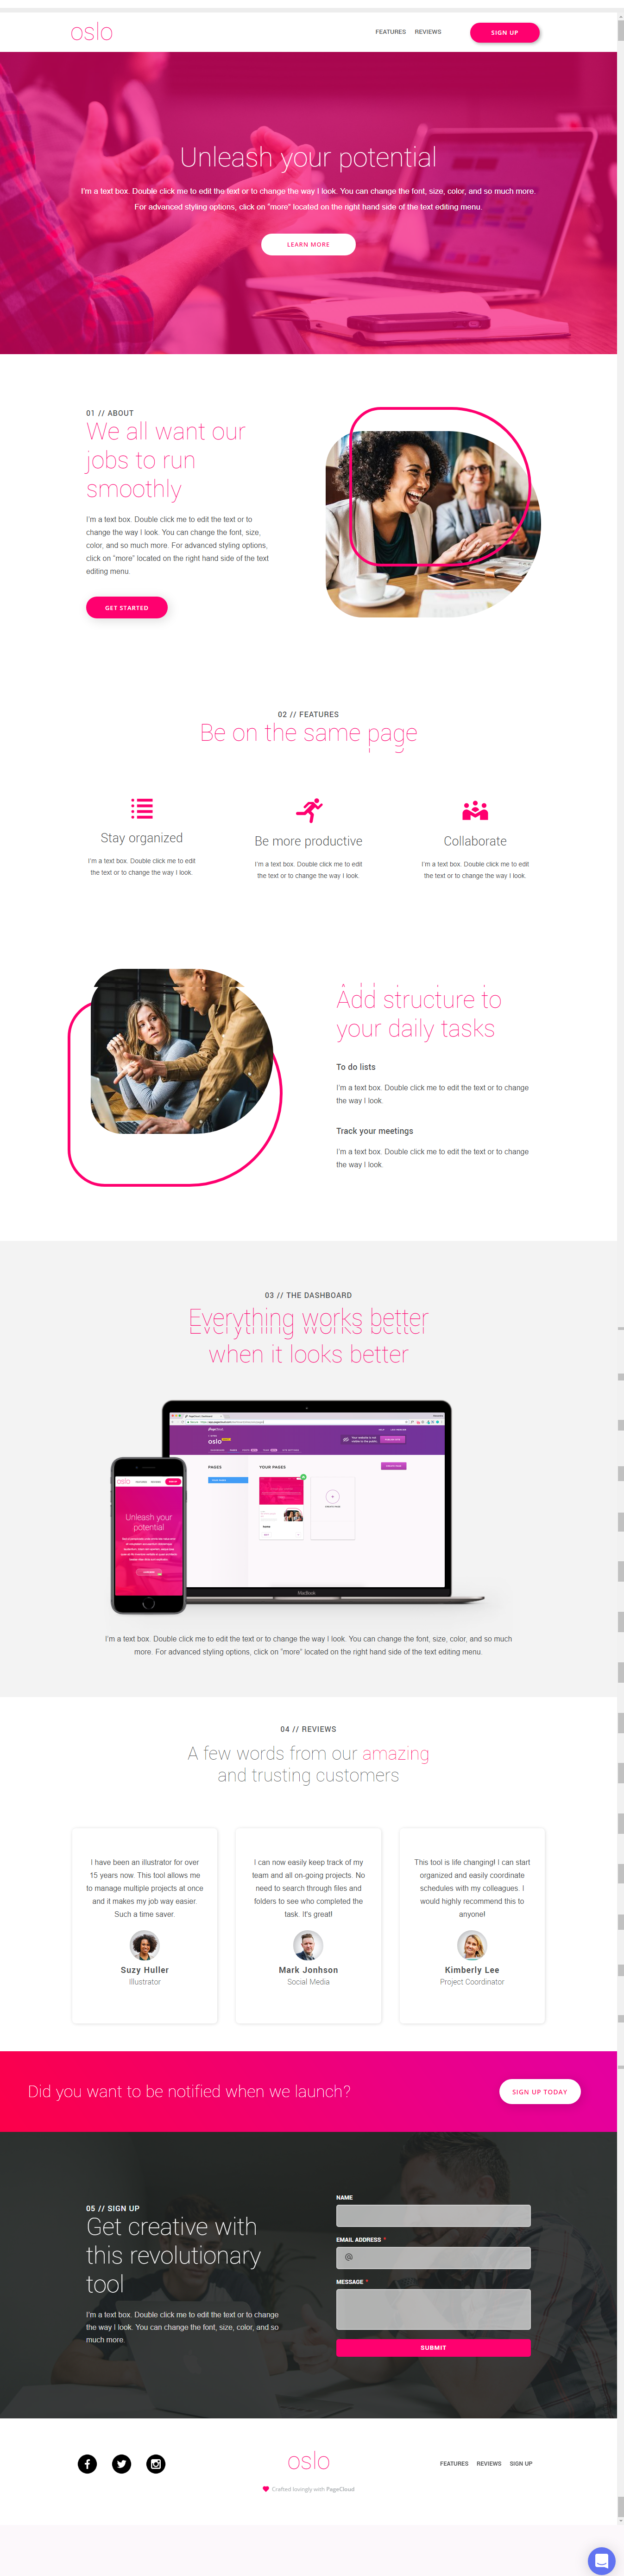 oslo
FEATURES REVIEWS SIGN UP
Unleash your potential
I'm a text box. Double click me to edit the text or to change the way I look. You can change the font, size, color, and so much more.
For advanced styling options, click on "more" located on the right hand side of the text editing menu.
LEARN MORE
01 // ABOUT
We all want our
jobs to run
smoothly
I'm a text box. Double click me to edit the text or to
change the way I look. You can change the font, size,
color, and so much more. For advanced styling options,
click on "more" located on the right hand side of the text
editing menu.
GET STARTED
02 // FEATURES
Be on the same page
Stay organized
I'm a text box. Double click me to edit
the text or to change the way I look.
Be more productive
I'm a text box. Double click me to edit
the text or to change the way I look.
Collaborate
I'm a text box. Double click me to edit
the text or to change the way I look.
Add structure to
your daily tasks
To do lists
I'm a text box. Double click me to edit the text or to change
the way I look.
Track your meetings
I'm a text box. Double click me to edit the text or to change
the way I look.
03 // THE DASHBOARD
Everything works better
when it looks better
oslo
PAGES
YOUR PAGES
MacBook
oslo
Unleash your
potential
I'm a text box. Double click me to edit the text or to change the way I look. You can change the font, size, color, and so much
more. For advanced styling options, click on "more" located on the right hand side of the text editing menu.
04 // REVIEWS
A few words from our amazing
and trusting customers
I have been an illustrator for over
15 years now. This tool allows me
to manage multiple projects at once
and it makes my job way easier.
Such a time saver.
Suzy Huller
Illustrator
I can now easily keep track of my
team and all on-going projects. No
need to search through files and
folders to see who completed the
task. It's great!
Mark Jonhson
Social Media
This tool is life changing! I can start
organized and easily coordinate
schedules with my colleagues. I
would highly recommend this to
anyone!
Kimberly Lee
Project Coordinator
Did you want to be notified when we launch?
SIGN UP TODAY
05 // SIGN UP
Get creative with
this revolutionary
tool
I'm a text box. Double click me to edit the text or to change
the way I look. You can change the font, size, color, and so
much more.
NAME
EMAIL ADDRESS *
@
MESSAGE *
SUBMIT
oslo
Crafted lovingly with PageCloud
FEATURES REVIEWS SIGN UP